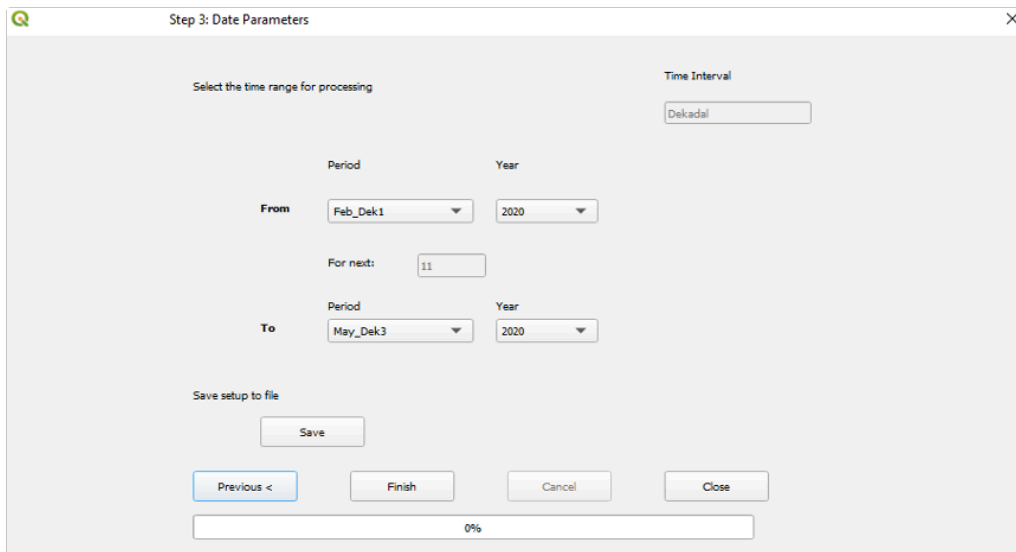 Step 3: Date Parameters
Time Interval
Select the time range for processing
Dekadal
Period Year
From Feb_Dek1 2020
For next: 11
Period Year
To May_Dek3 2020
Save setup to file
Save
Previous < Finish Cancel Close
0%